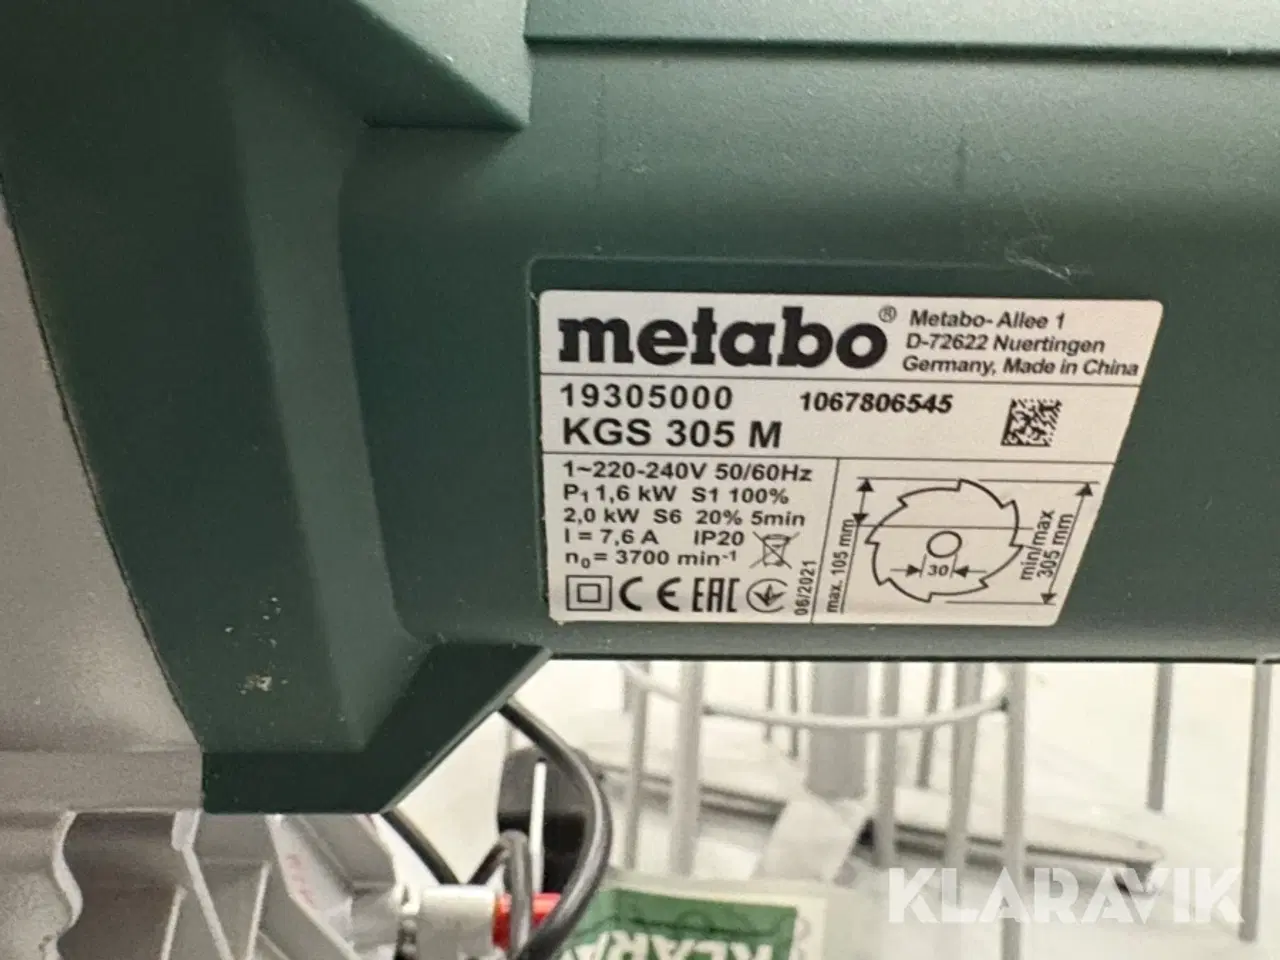 metabo®
Metabo-Allee 1
D-72622 Nuertingen
Germany, Made in China
19305000 1067806545
KGS 305 M
1~220-240V 50/60Hz
P1 1,6 kW S1 100%
2,0 kW S6 20% 5min
I = 7,6 A IP20
n0 = 3700 min-1
CE EAC
06/2021
max. 105 mm
30
min/max
305 mm
KLARAVIK
KLARA